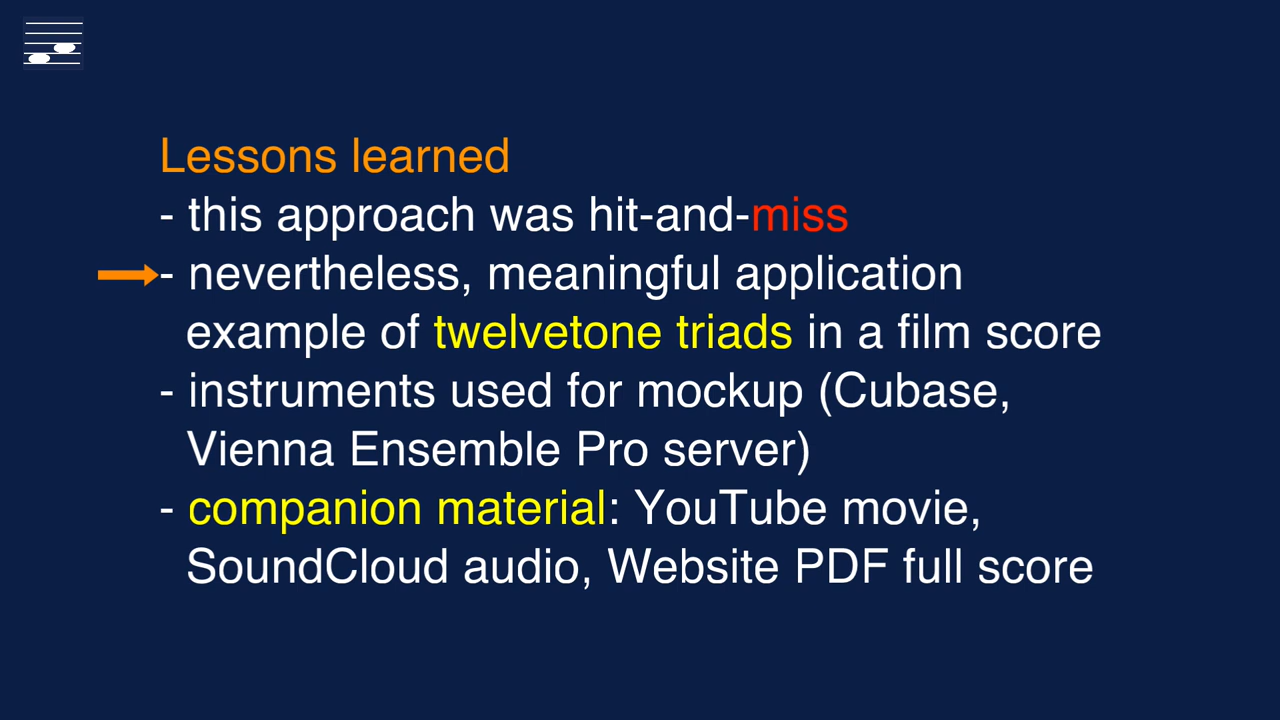 Lessons learned
- this approach was hit-and-miss
- nevertheless, meaningful application
example of twelvetone triads in a film score
- instruments used for mockup (Cubase,
Vienna Ensemble Pro server)
- companion material: YouTube movie,
SoundCloud audio, Website PDF full score